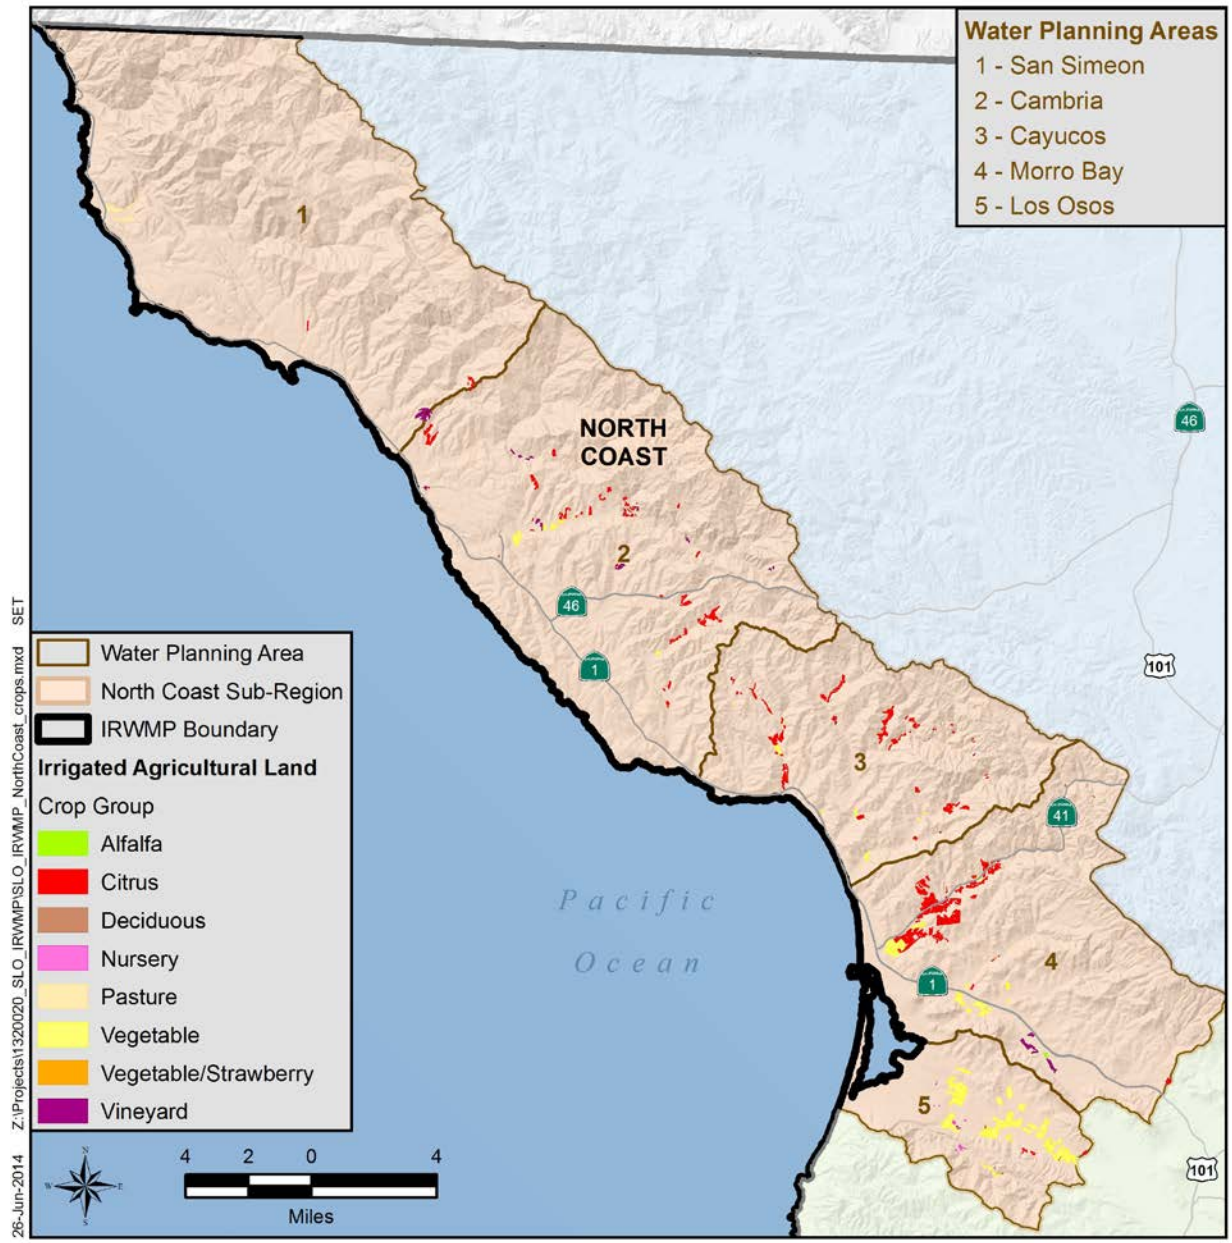 Water Planning Areas
1 - San Simeon
2 - Cambria
3 - Cayucos
4 - Morro Bay
5 - Los Osos
1
NORTH
COAST
46
2
46
1
101
3
41
4
1
5
101
Pacific
Ocean
Water Planning Area
North Coast Sub-Region
IRWMP Boundary
Irrigated Agricultural Land
Crop Group
Alfalfa
Citrus
Deciduous
Nursery
Pasture
Vegetable
Vegetable/Strawberry
Vineyard
N
W
E
S
4 2 0 4
Miles
26-Jun-2014 Z:\Projects\1320020_SLO_IRWMP\SLO_IRWMP_NorthCoast_crops.mxd SET